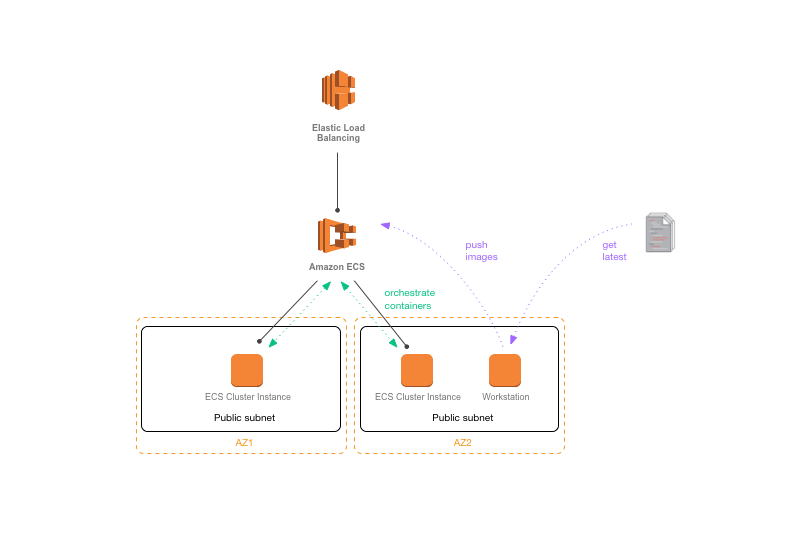 Elastic Load
Balancing
Amazon ECS
push
images
get
latest
orchestrate
containers
ECS Cluster Instance
Public subnet
AZ1
ECS Cluster Instance
Workstation
Public subnet
AZ2